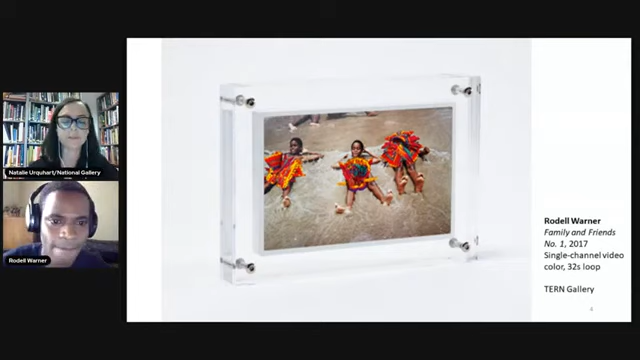 Natalie Urquhart/National Gallery
Rodell Warner
Rodell Warner
Family and Friends
No. 1, 2017
Single-channel video
color, 32s loop
TERN Gallery
4